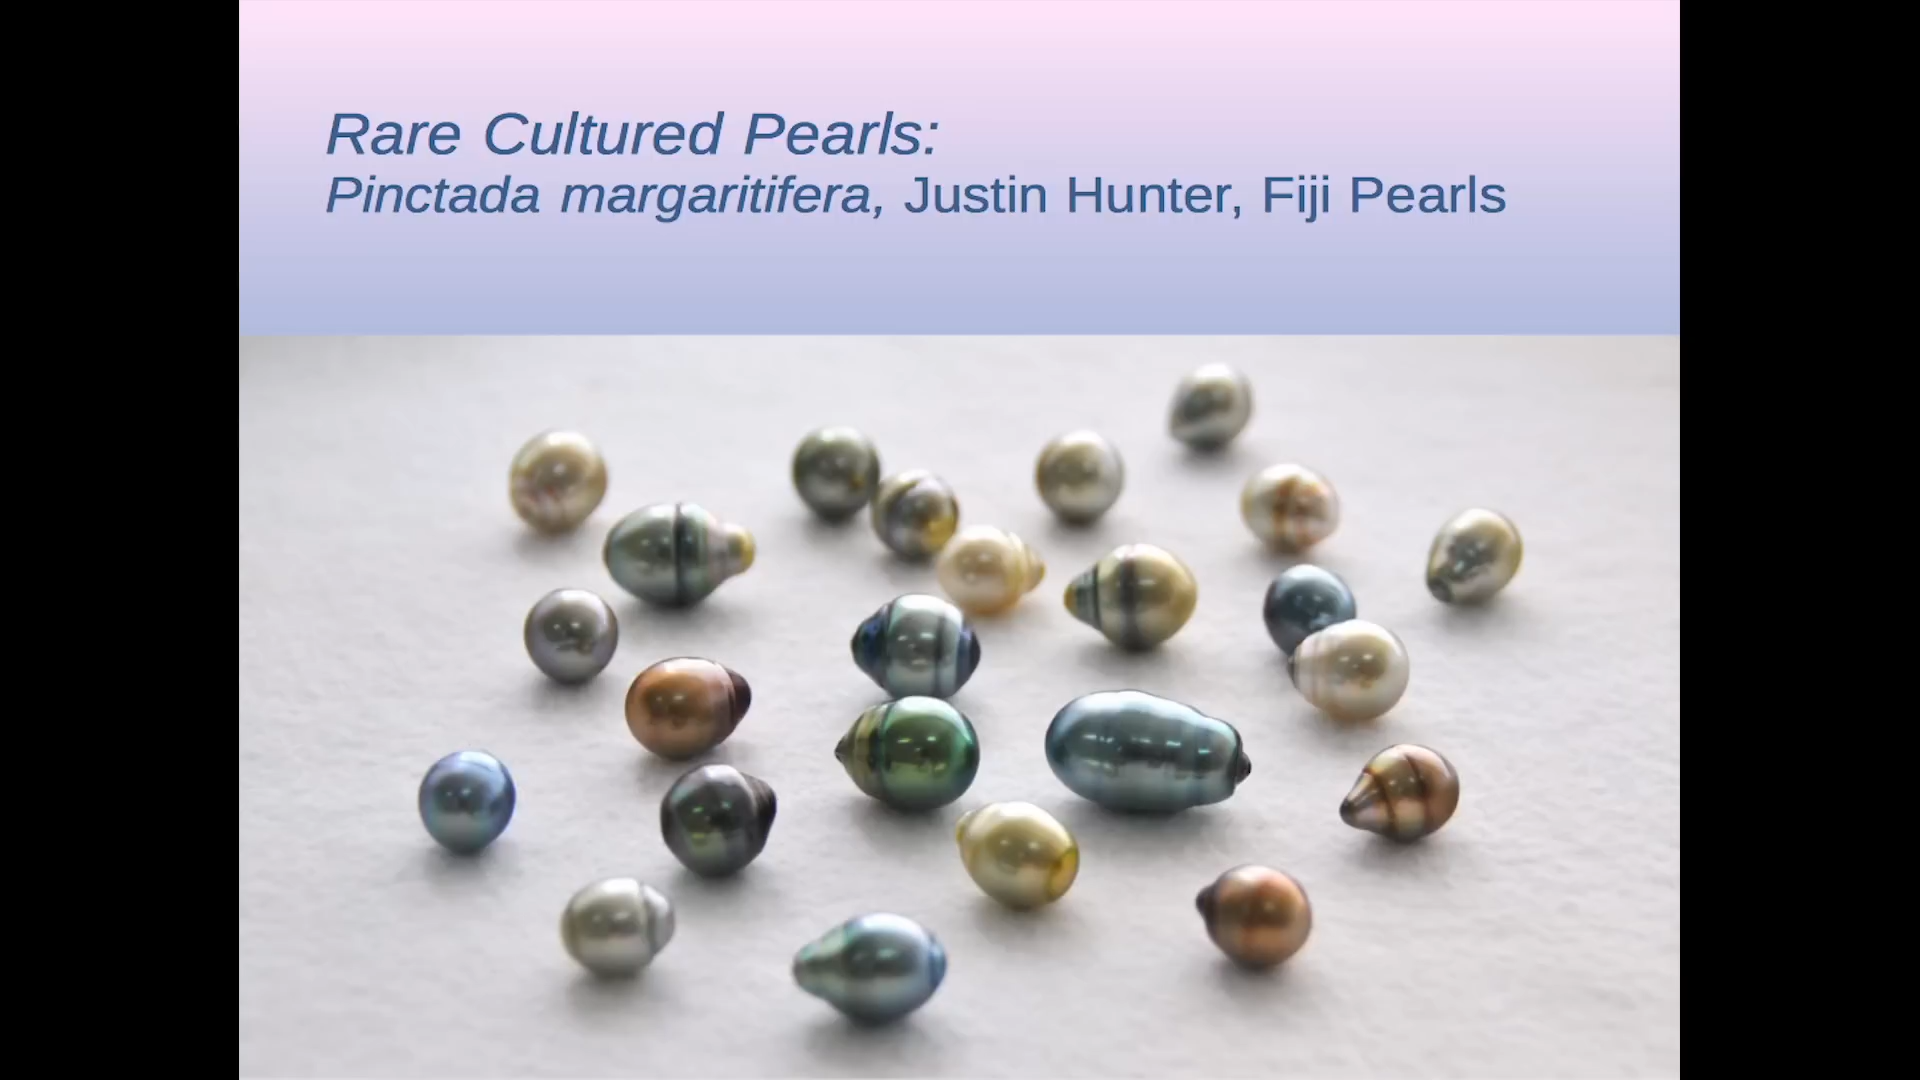 Rare Cultured Pearls:
Pinctada margaritifera, Justin Hunter, Fiji Pearls